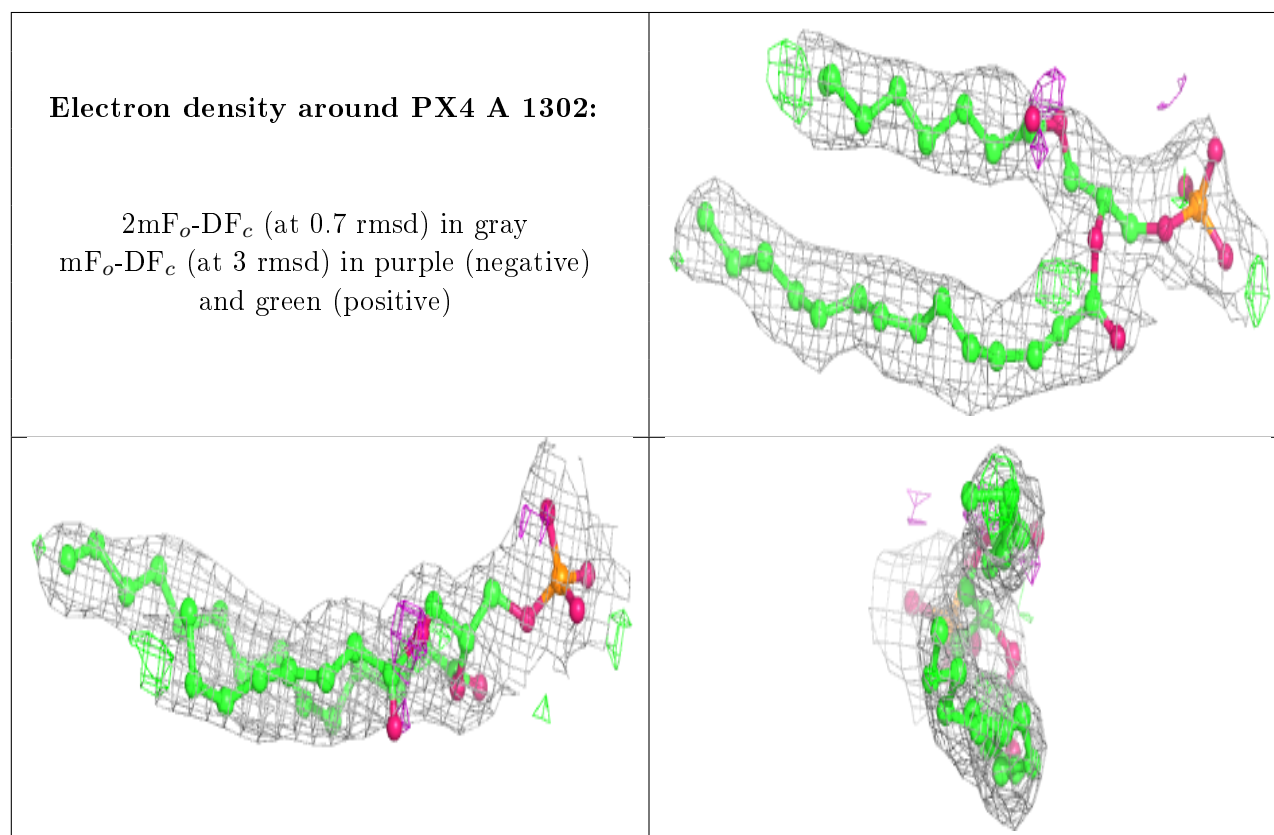 Electron density around PX4 A 1302:
2mFo-DFc (at 0.7 rmsd) in gray
mFo-DFc (at 3 rmsd) in purple (negative)
and green (positive)